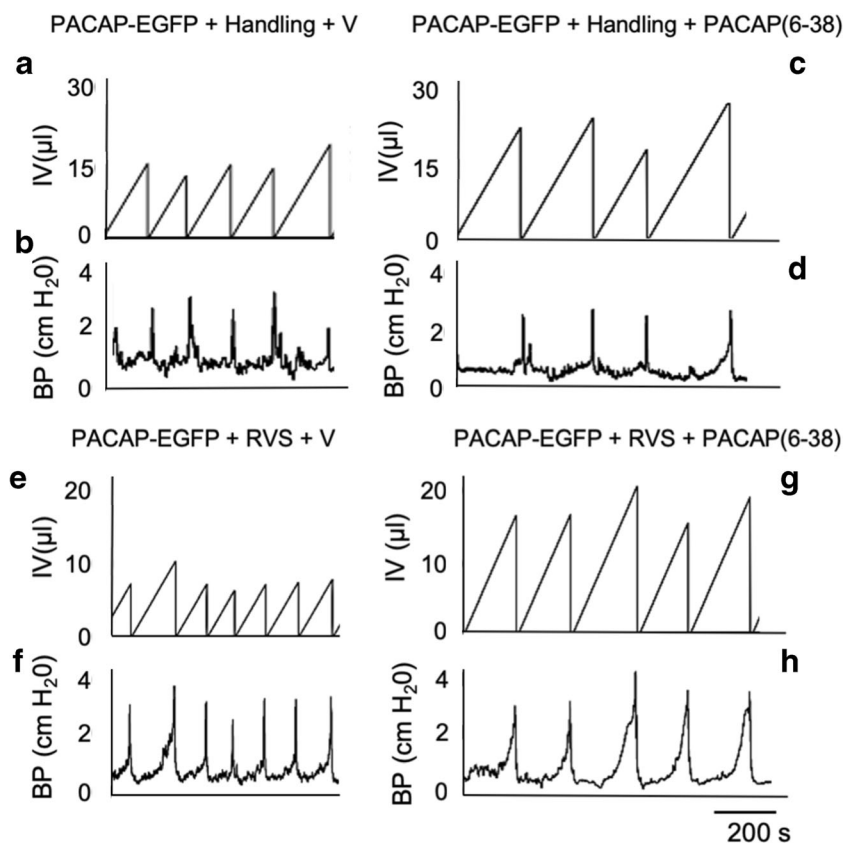 PACAP-EGFP + Handling + V
PACAP-EGFP + Handling + PACAP(6-38)
a
30
15
0
IV(µl)
c
30
15
0
IV(µl)
b
4
2
0
BP (cm H₂0)
d
4
2
0
BP (cm H₂0)
PACAP-EGFP + RVS + V
PACAP-EGFP + RVS + PACAP(6-38)
e
20
10
0
IV(µl)
g
20
10
0
IV (µl)
f
4
2
0
BP (cm H₂0)
h
4
2
0
BP (cm H₂0)
200 s